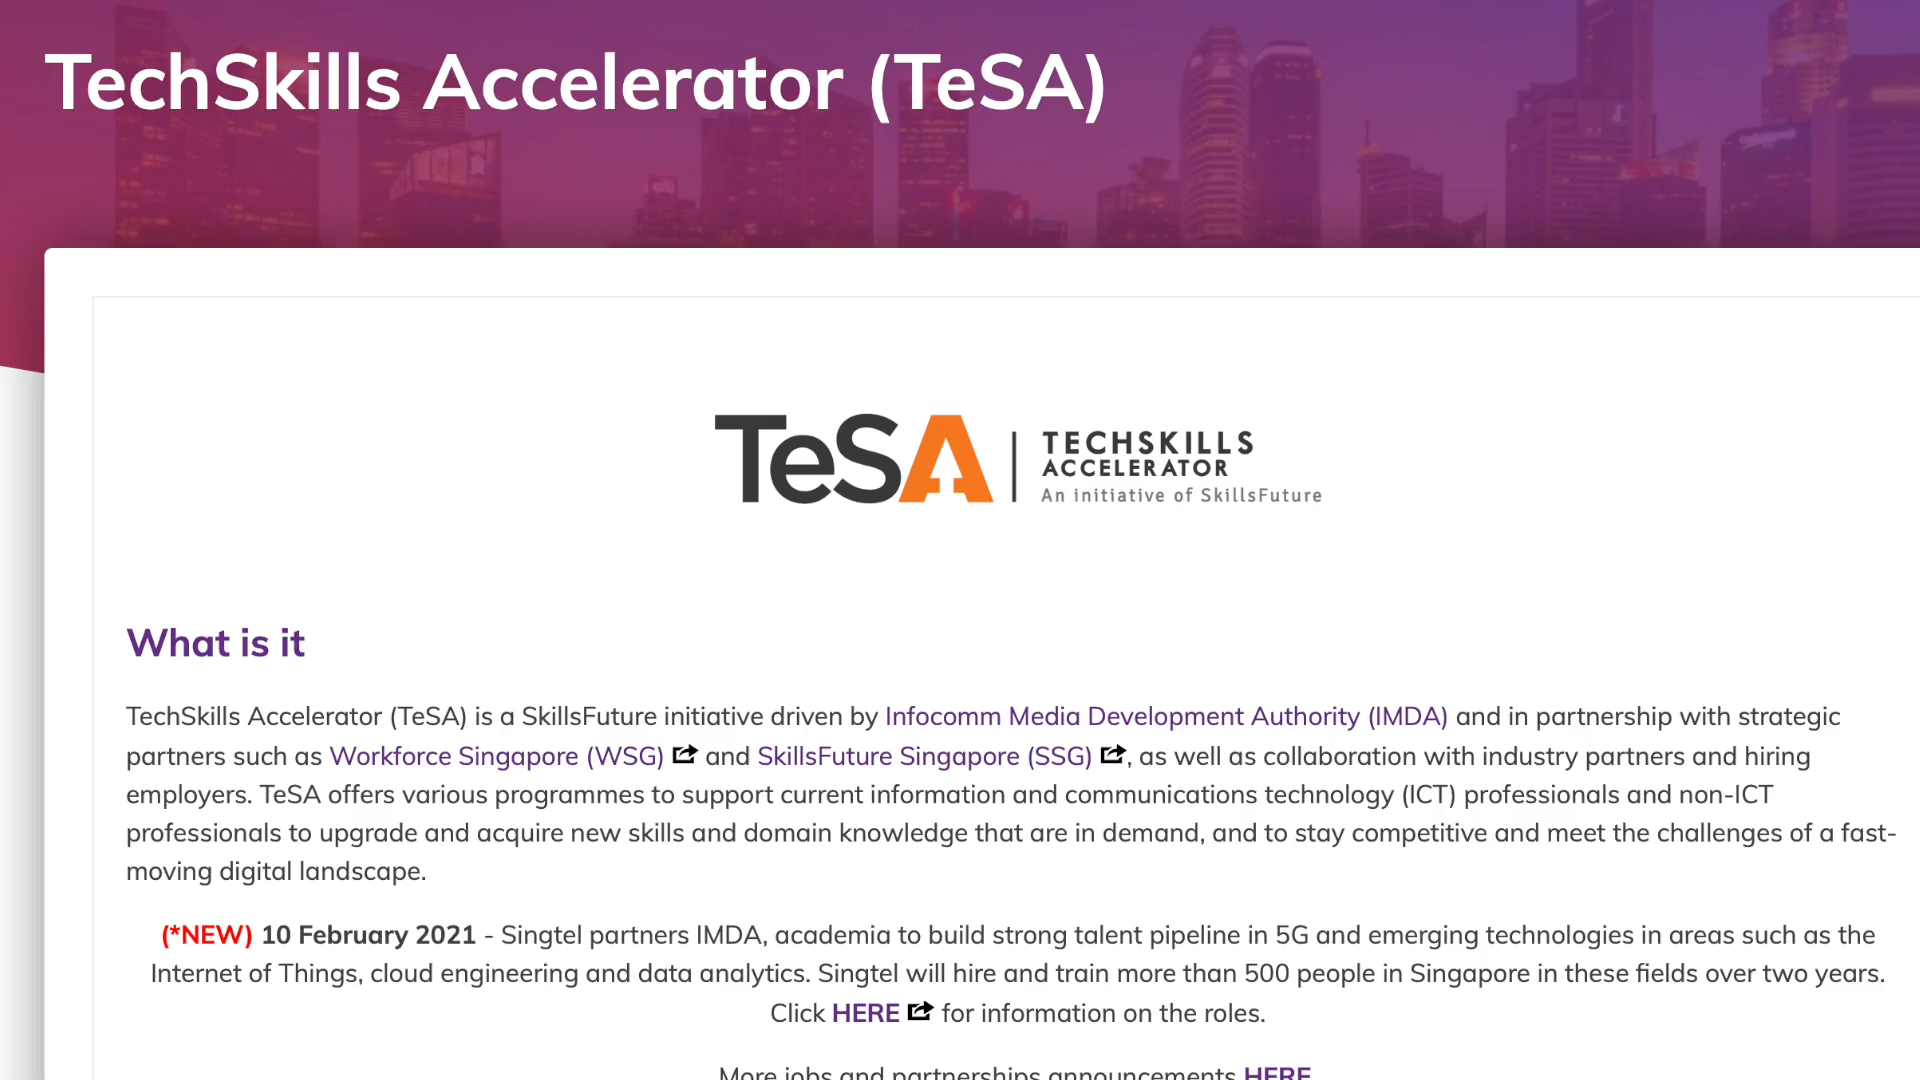 TechSkills Accelerator (TeSA)
TeSA
TECHSKILLS
ACCELERATOR
An initiative of SkillsFuture
What is it
TechSkills Accelerator (TeSA) is a SkillsFuture initiative driven by Infocomm Media Development Authority (IMDA) and in partnership with strategic
partners such as Workforce Singapore (WSG) and SkillsFuture Singapore (SSG) , as well as collaboration with industry partners and hiring
employers. TeSA offers various programmes to support current information and communications technology (ICT) professionals and non-ICT
professionals to upgrade and acquire new skills and domain knowledge that are in demand, and to stay competitive and meet the challenges of a fast-
moving digital landscape.
(*NEW) 10 February 2021 - Singtel partners IMDA, academia to build strong talent pipeline in 5G and emerging technologies in areas such as the
Internet of Things, cloud engineering and data analytics. Singtel will hire and train more than 500 people in Singapore in these fields over two years.
Click HERE for information on the roles.
More jobs and partnerships announcements HERE